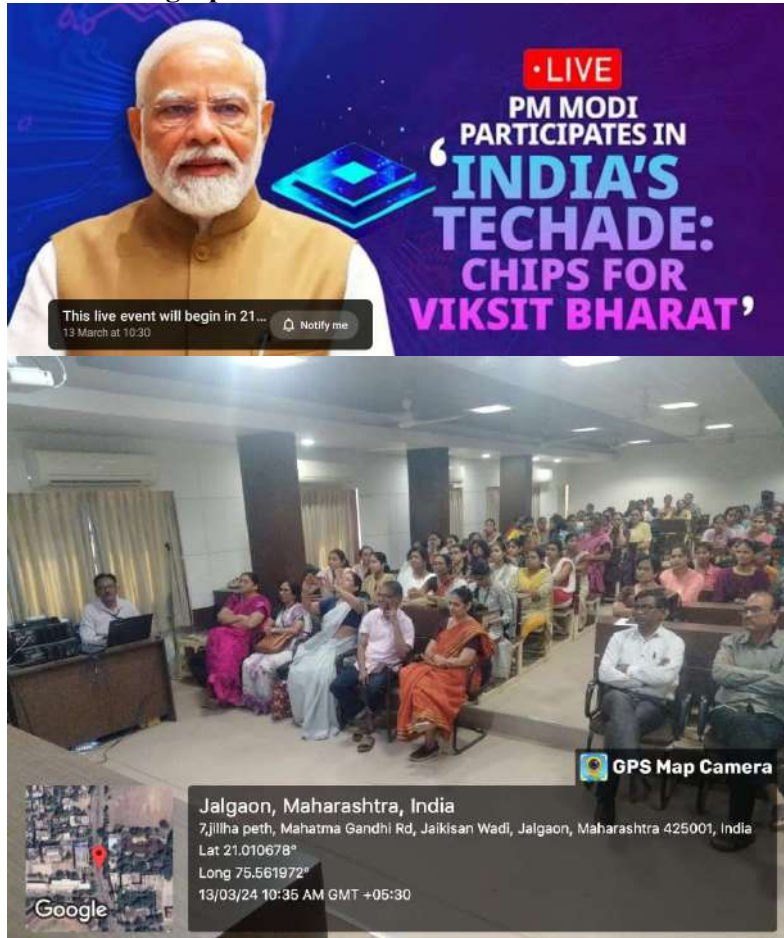 •LIVE
PM MODI
PARTICIPATES IN
‘INDIA'S
TECHADE:
CHIPS FOR
VIKSIT BHARAT’
This live event will begin in 21...
13 March at 10:30
Notify me
GPS Map Camera
Jalgaon, Maharashtra, India
7,jillha peth, Mahatma Gandhi Rd, Jaikisan Wadi, Jalgaon, Maharashtra 425001, India
Lat 21.010678°
Long 75.561972°
13/03/24 10:35 AM GMT +05:30
Google